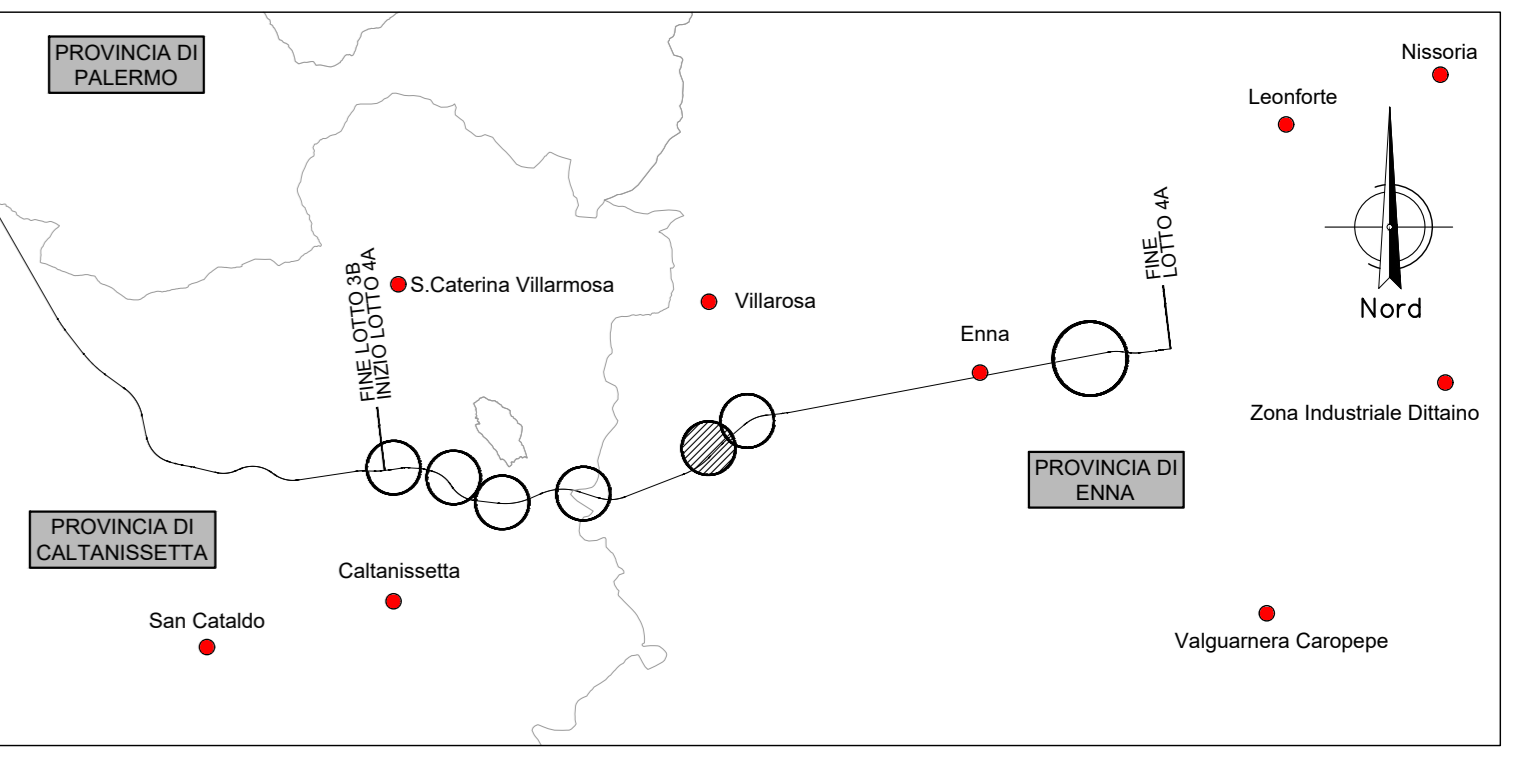 PROVINCIA DI
PALERMO
Nissoria
Leonforte
FINE LOTTO 3B
INIZIO LOTTO 4A
S.Caterina Villarmosa
Villarosa
Enna
FINE
LOTTO 4A
Nord
Zona Industriale Dittaino
PROVINCIA DI
ENNA
PROVINCIA DI
CALTANISSETTA
Caltanissetta
San Cataldo
Valguarnera Caropepe